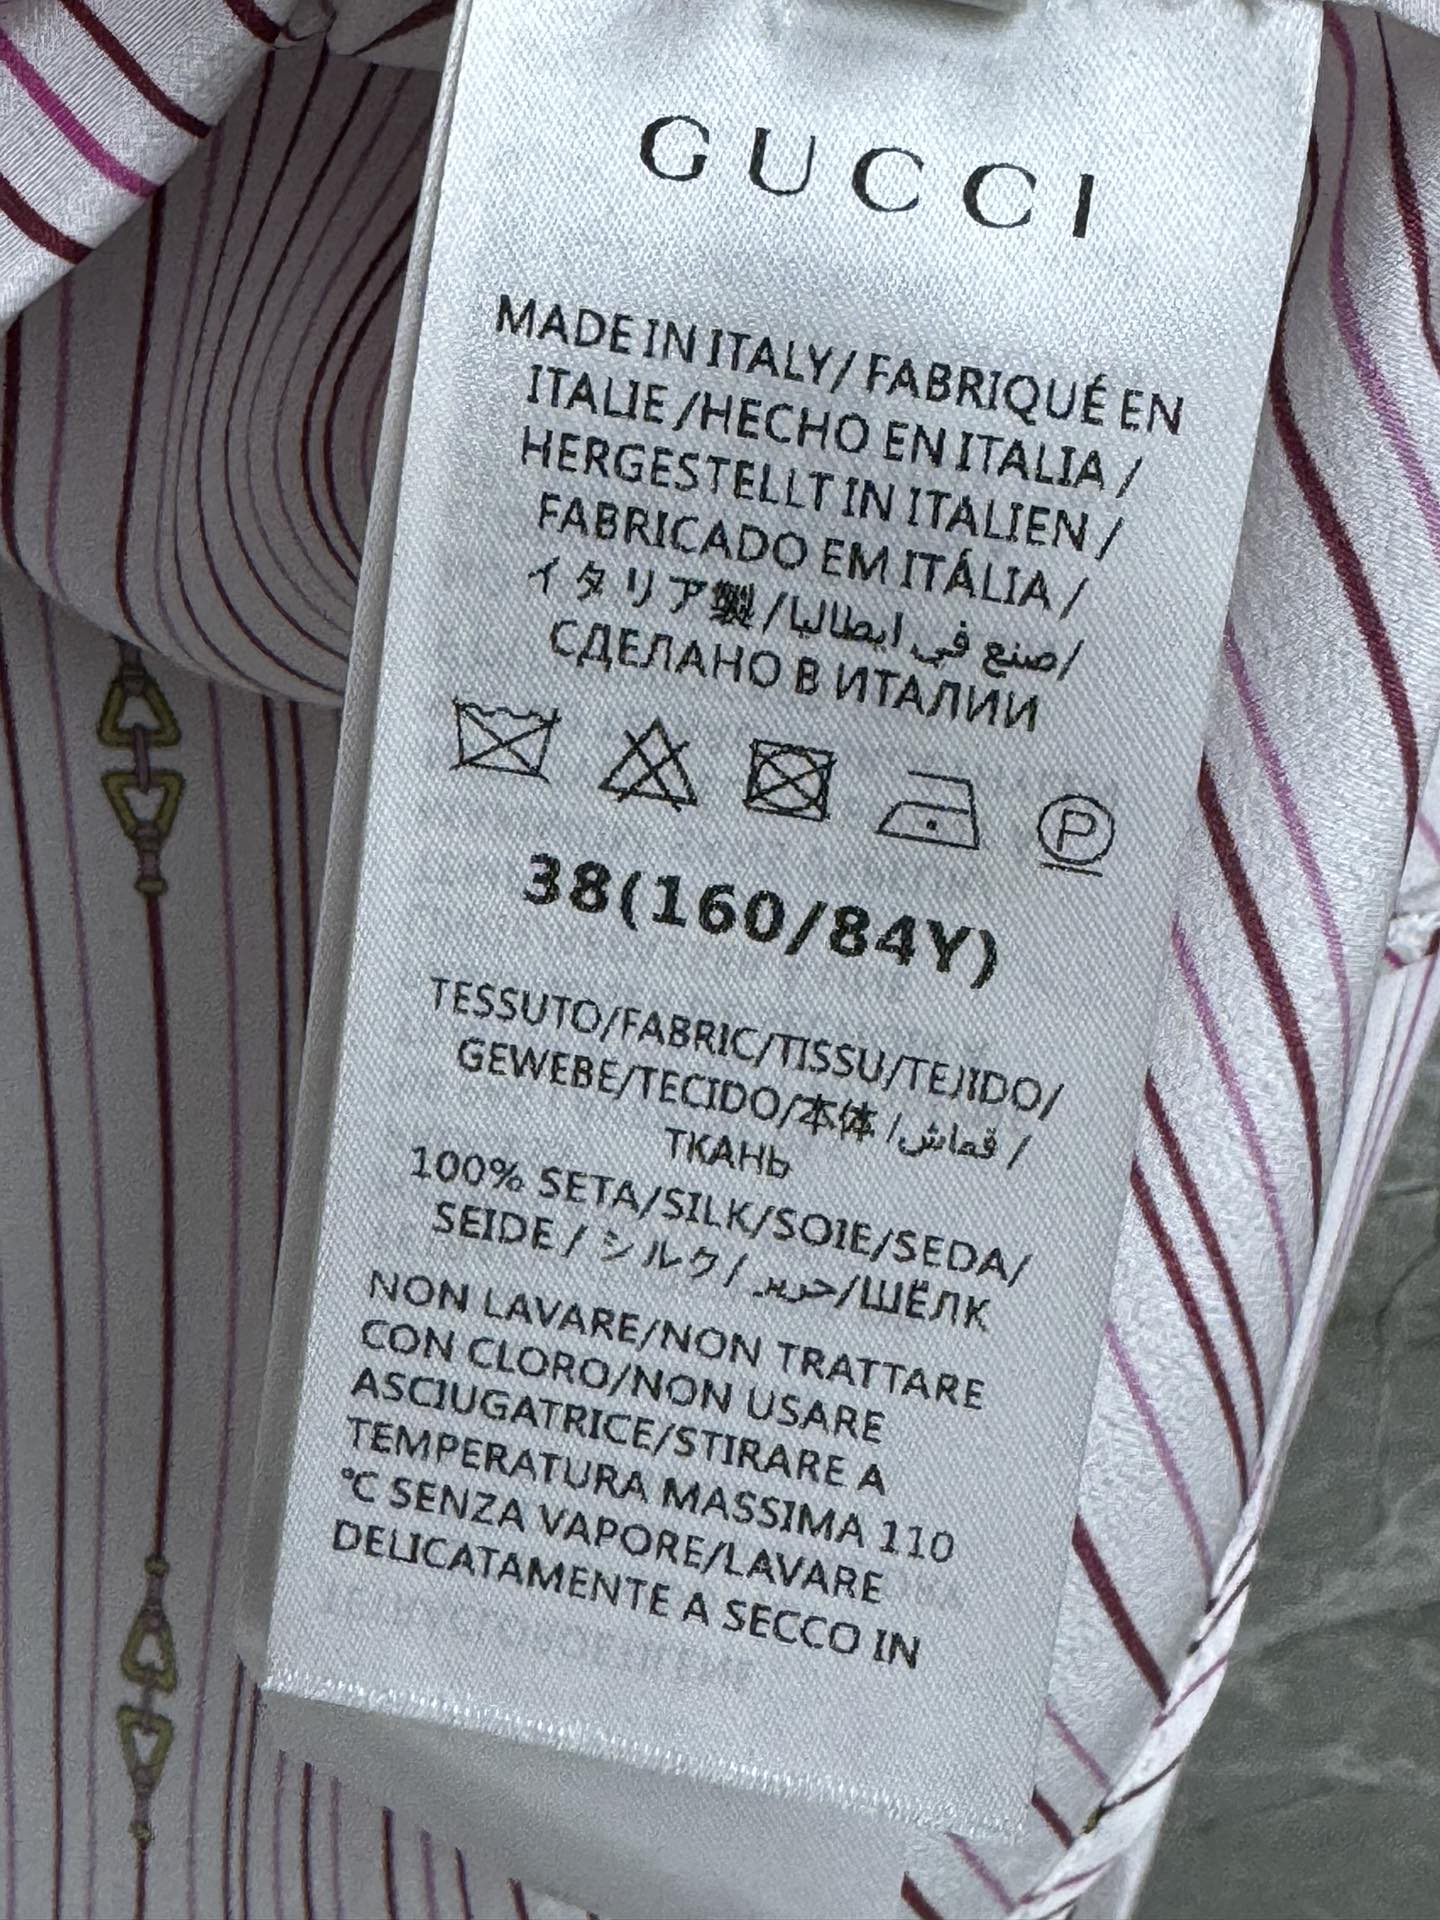 GUCCI
MADE IN ITALY/ FABRIQUÉ EN
ITALIE /HECHO EN ITALIA /
HERGESTELLT IN ITALIEN /
FABRICADO EM ITÁLIA /
イタリア製 /صنع في ايطاليا/
СДЕЛАНО В ИТАЛИИ
P
38(160/84Y)
TESSUTO/FABRIC/TISSU/TEJIDO/
GEWEBE/TECIDO/本体 /قماش /
ТКАНЬ
100% SETA/SILK/SOIE/SEDA/
SEIDE / シルク/ حرير/ШЁЛК
NON LAVARE/NON TRATTARE
CON CLORO/NON USARE
ASCIUGATRICE/STIRARE A
TEMPERATURA MASSIMA 110
°C SENZA VAPORE/LAVARE
DELICATAMENTE A SECCO IN